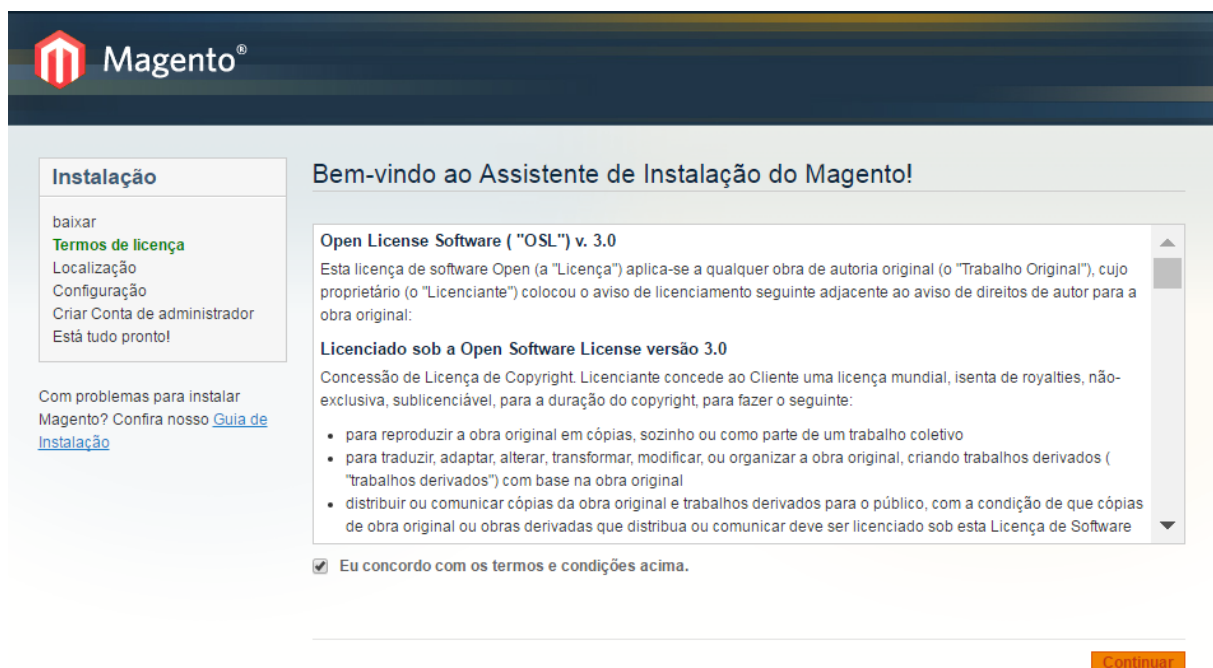 Magento®
Instalação
baixar
Termos de licença
Localização
Configuração
Criar Conta de administrador
Está tudo pronto!
Com problemas para instalar
Magento? Confira nosso Guia de
Instalação
Bem-vindo ao Assistente de Instalação do Magento!
Open License Software ( "OSL") v. 3.0
Esta licença de software Open (a "Licença") aplica-se a qualquer obra de autoria original (o "Trabalho Original"), cujo
proprietário (o "Licenciante") colocou o aviso de licenciamento seguinte adjacente ao aviso de direitos de autor para a
obra original:
Licenciado sob a Open Software License versão 3.0
Concessão de Licença de Copyright. Licenciante concede ao Cliente uma licença mundial, isenta de royalties, não-
exclusiva, sublicenciável, para a duração do copyright, para fazer o seguinte:
• para reproduzir a obra original em cópias, sozinho ou como parte de um trabalho coletivo
• para traduzir, adaptar, alterar, transformar, modificar, ou organizar a obra original, criando trabalhos derivados (
"trabalhos derivados") com base na obra original
• distribuir ou comunicar cópias da obra original e trabalhos derivados para o público, com a condição de que cópias
de obra original ou obras derivadas que distribua ou comunicar deve ser licenciado sob esta Licença de Software
Eu concordo com os termos e condições acima.
Continuar